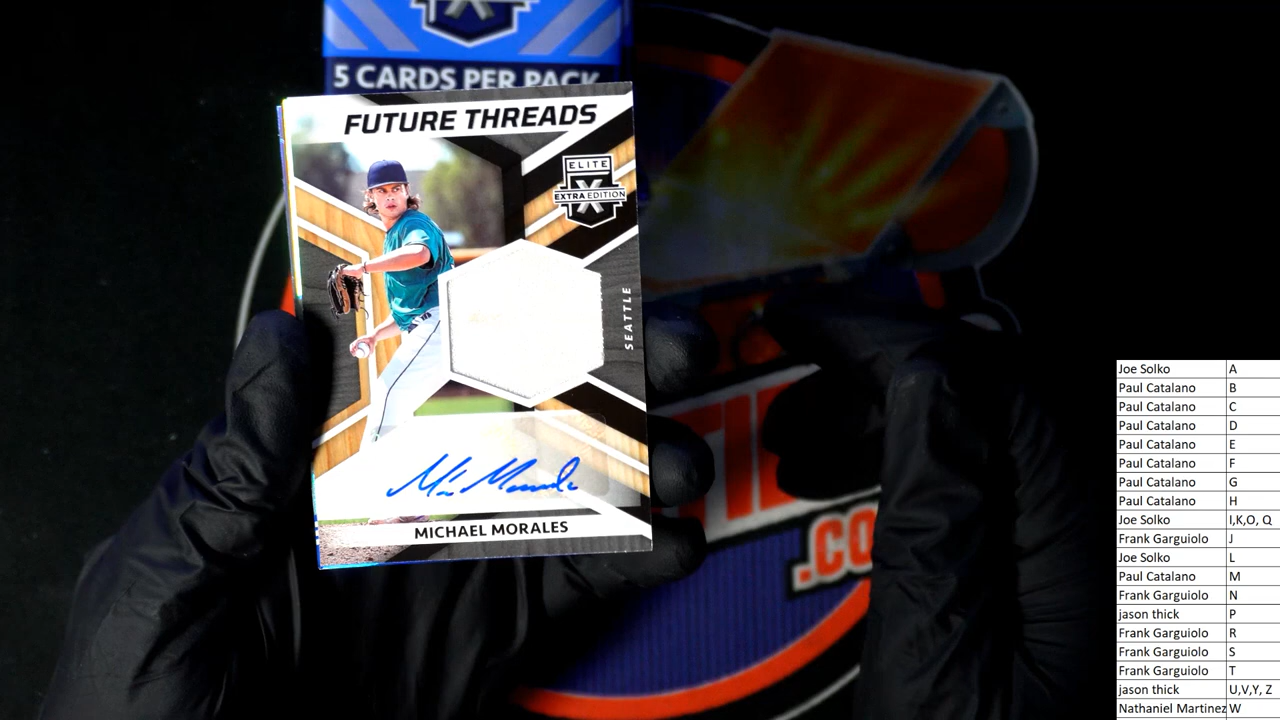 5 CARDS PER PACK
FUTURE THREADS
ELITE
X
EXTRA EDITION
SEATTLE
MICHAEL MORALES
.CO
Joe Solko A
Paul Catalano B
Paul Catalano C
Paul Catalano D
Paul Catalano E
Paul Catalano F
Paul Catalano G
Paul Catalano H
Joe Solko I,K,O, Q
Frank Garguiolo J
Joe Solko L
Paul Catalano M
Frank Garguiolo N
jason thick P
Frank Garguiolo R
Frank Garguiolo S
Frank Garguiolo T
jason thick U,V,Y, Z
Nathaniel Martinez W